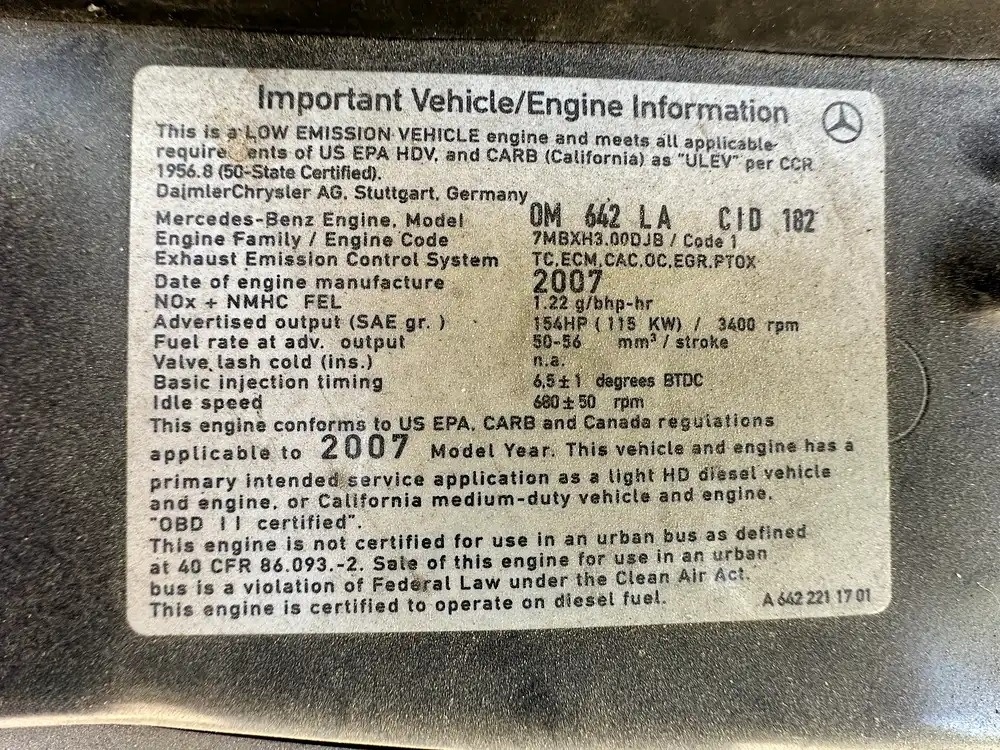 Important Vehicle/Engine Information
This is a LOW EMISSION VEHICLE engine and meets all applicable
require ents of US EPA HDV, and CARB (California) as "ULEV" per CCR
1956.8 (50-State Certified).
DaimlerChrysler AG, Stuttgart, Germany
Mercedes-Benz Engine, Model OM 642 LA CID 182
Engine Family / Engine Code 7MBXH3.00DJB / Code 1
Exhaust Emission Control System TC,ECM,CAC,OC,EGR,PTOX
Date of engine manufacture 2007
NOx + NMHC FEL 1.22 g/bhp-hr
Advertised output (SAE gr. ) 154HP ( 115 KW) / 3400 rpm
Fuel rate at adv. output 50-56 mm³ / stroke
Valve lash cold (ins.) n.a.
Basic injection timing 6,5 ± 1 degrees BTDC
Idle speed 680 ± 50 rpm
This engine conforms to US EPA, CARB and Canada regulations
applicable to 2007 Model Year. This vehicle and engine has a
primary intended service application as a light HD diesel vehicle
and engine, or California medium-duty vehicle and engine.
"OBD II certified".
This engine is not certified for use in an urban bus as defined
at 40 CFR 86.093.-2. Sale of this engine for use in an urban
bus is a violation of Federal Law under the Clean Air Act.
This engine is certified to operate on diesel fuel. A 642 221 17 01